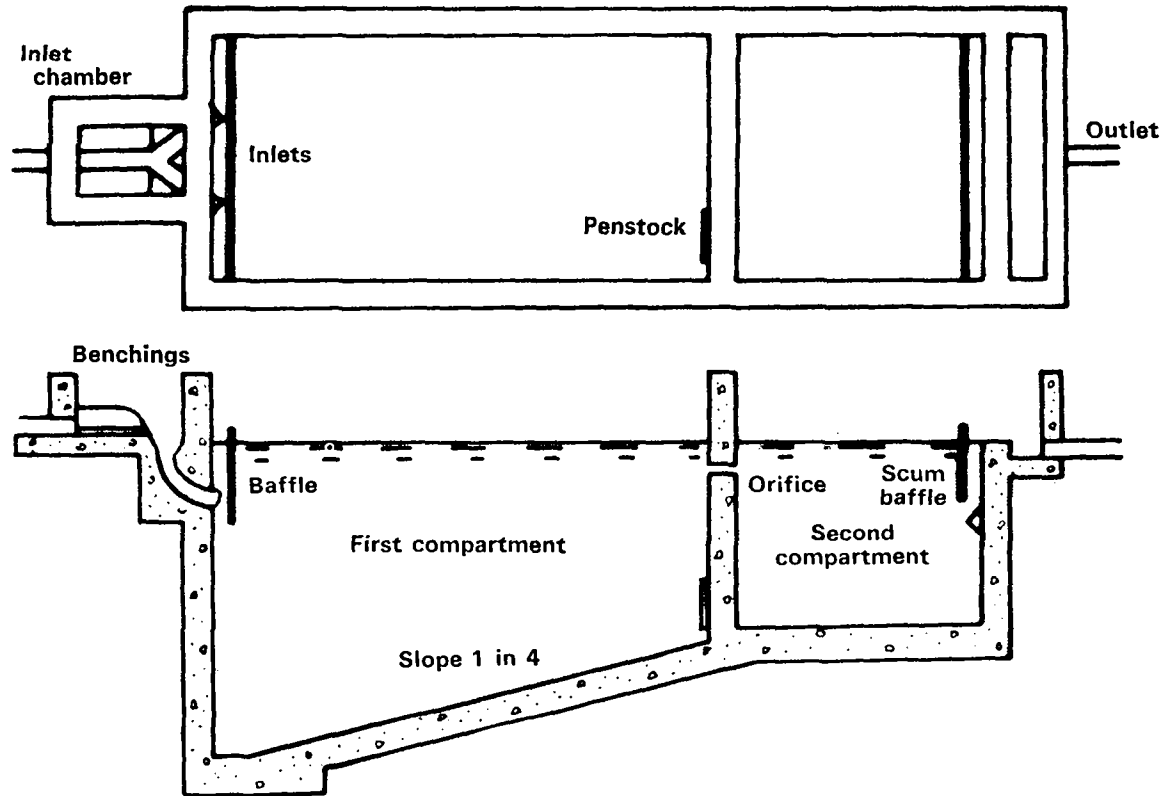 Inlet
chamber
Inlets
Penstock
Outlet
Benchings
Baffle
Orifice
Scum
baffle
First compartment
Second
compartment
Slope 1 in 4